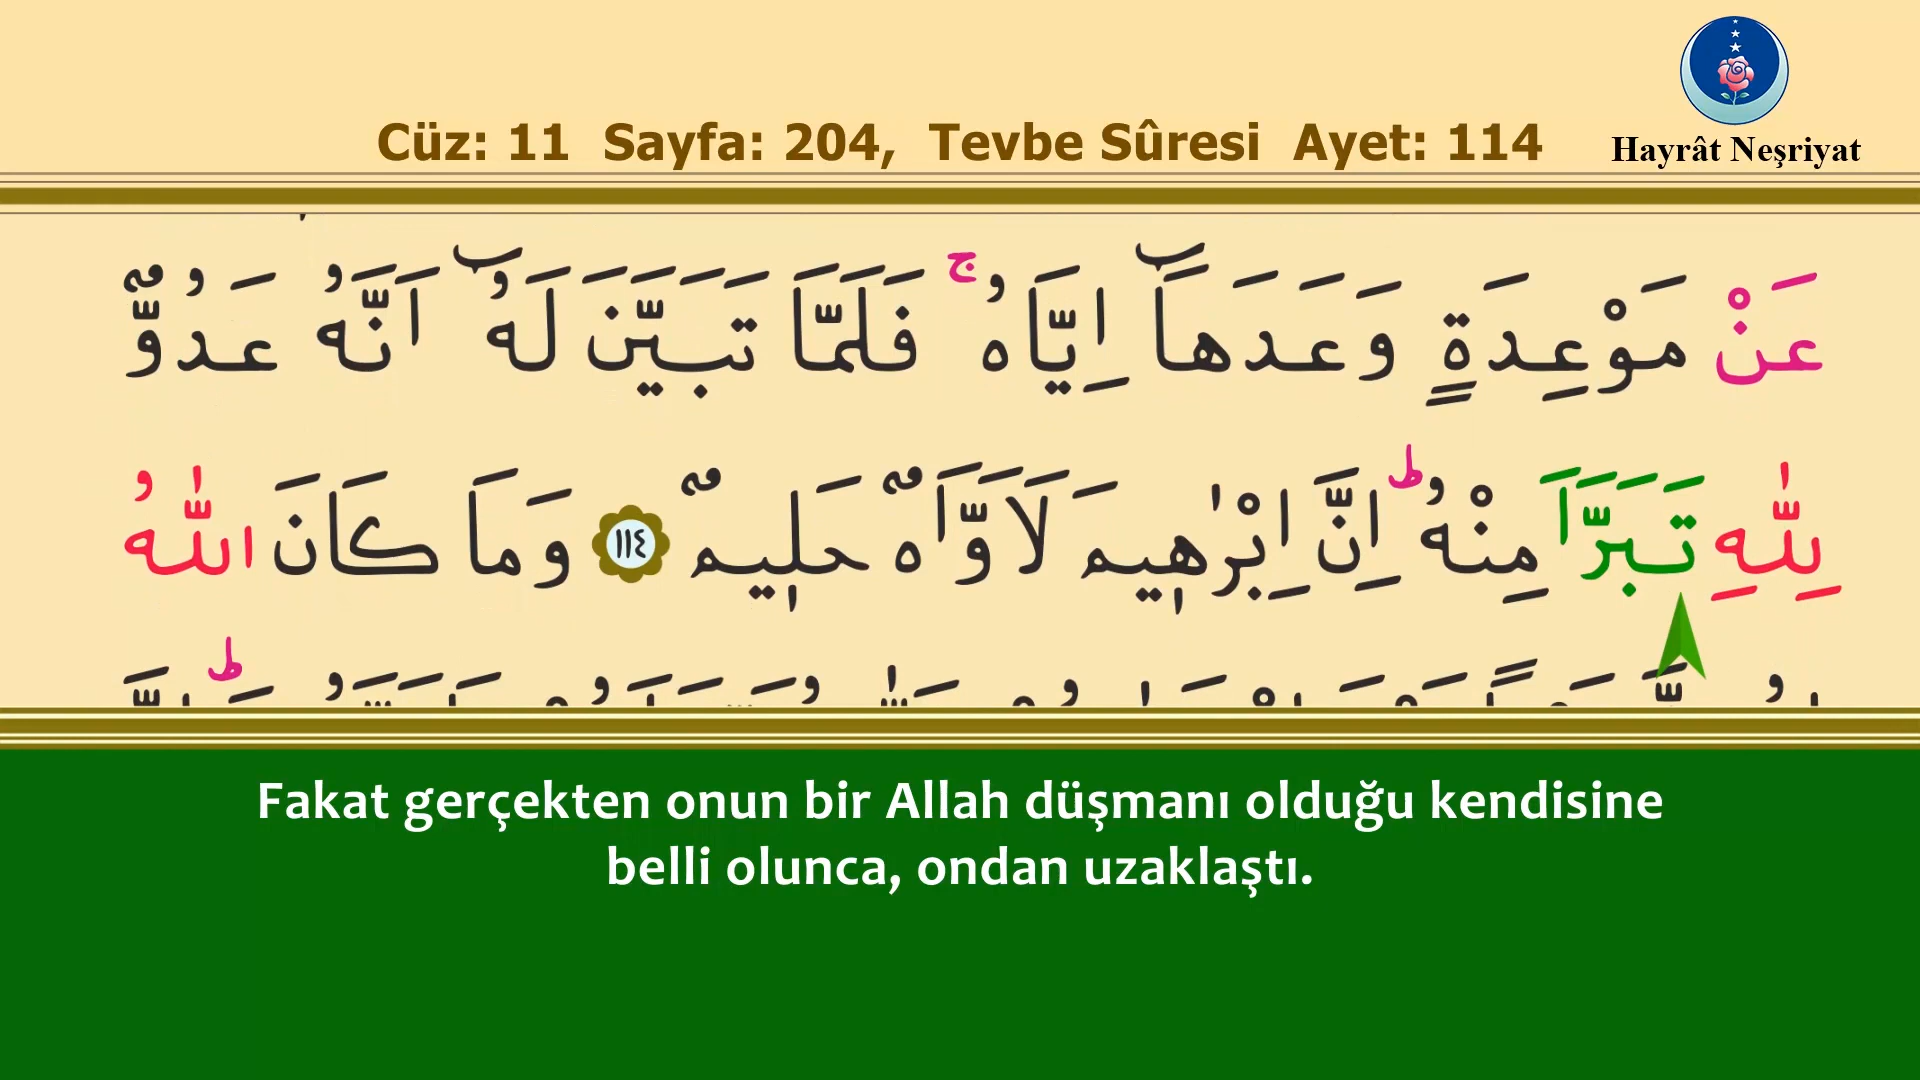 Cüz: 11 Sayfa: 204, Tevbe Sûresi Ayet: 114
Hayrât Neşriyat
عَنْ مَوْعِدَةٍ وَعَدَهَٓا اِيَّاهُ ۚ فَلَمَّا تَبَيَّنَ لَهُٓ اَنَّهُ عَدُوٌّ
لِلّٰهِ تَبَرَّاَ مِنْهُ ۜ اِنَّ اِبْرٰه۪يمَ لَاَوَّاهٌ حَل۪يمٌ ١١٤ وَمَا كَانَ اللّٰهُ
Fakat gerçekten onun bir Allah düşmanı olduğu kendisine
belli olunca, ondan uzaklaştı.